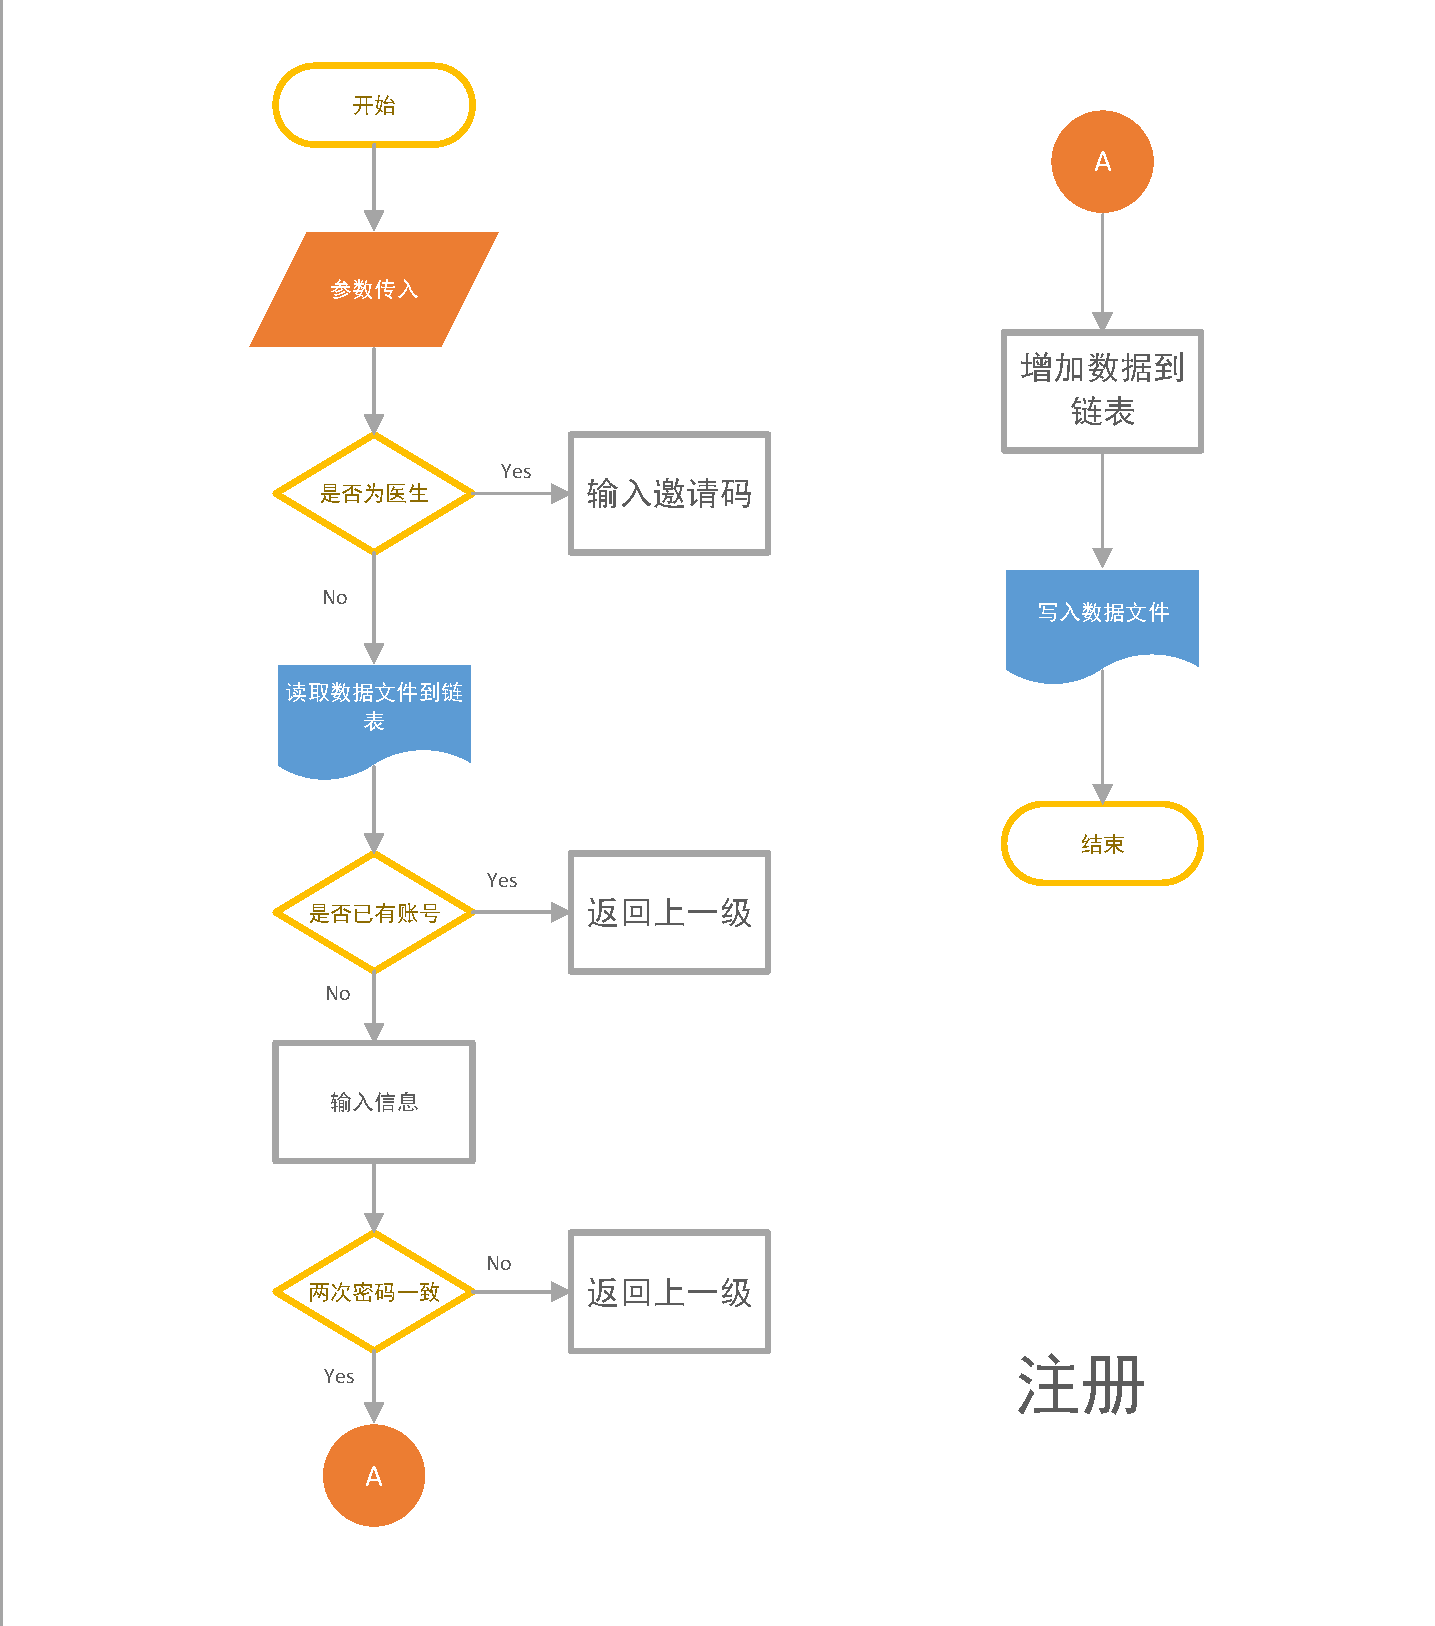 开始
参数传入
是否为医生
Yes
输入邀请码
No
读取数据文件到链
表
是否已有账号
Yes
返回上一级
No
输入信息
两次密码一致
No
返回上一级
Yes
A
A
增加数据到
链表
写入数据文件
结束
注册